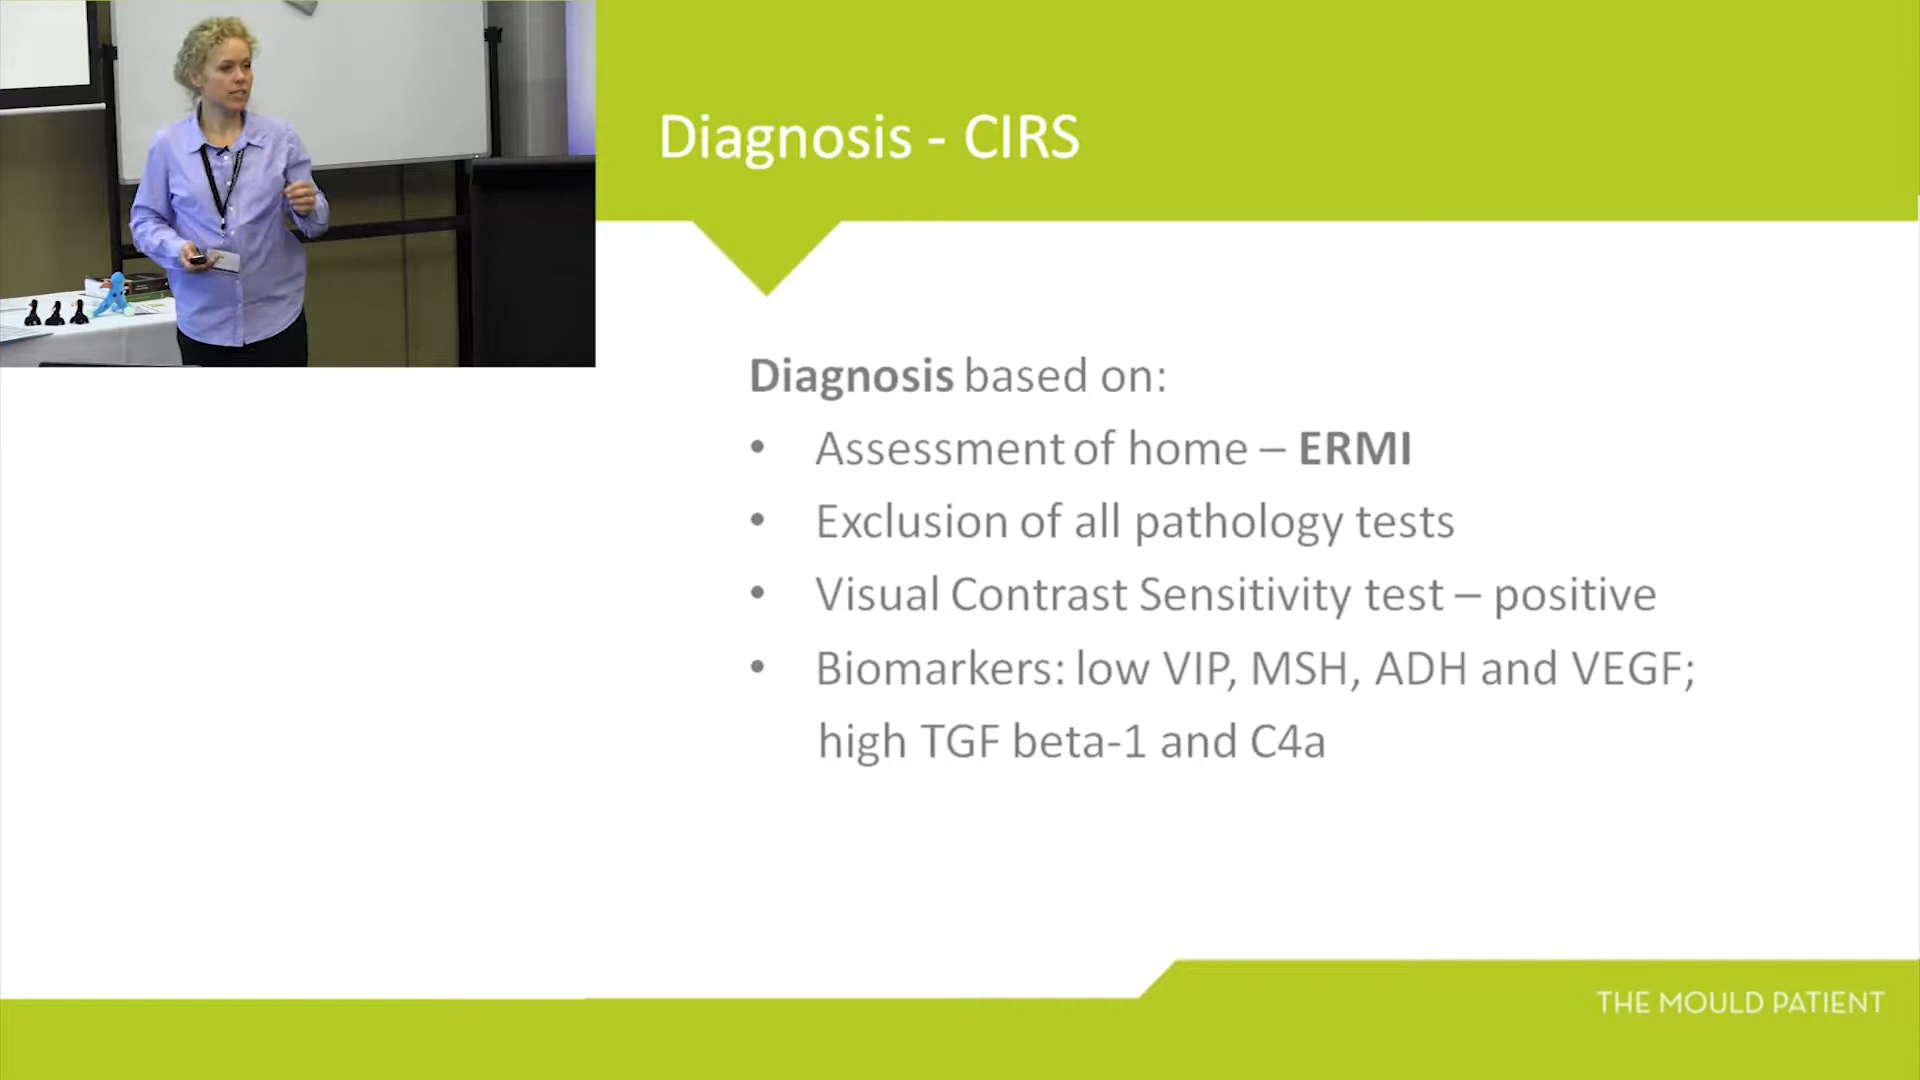 Diagnosis - CIRS
Diagnosis based on:
• Assessment of home – ERMI
• Exclusion of all pathology tests
• Visual Contrast Sensitivity test – positive
• Biomarkers: low VIP, MSH, ADH and VEGF;
high TGF beta-1 and C4a
THE MOULD PATIENT